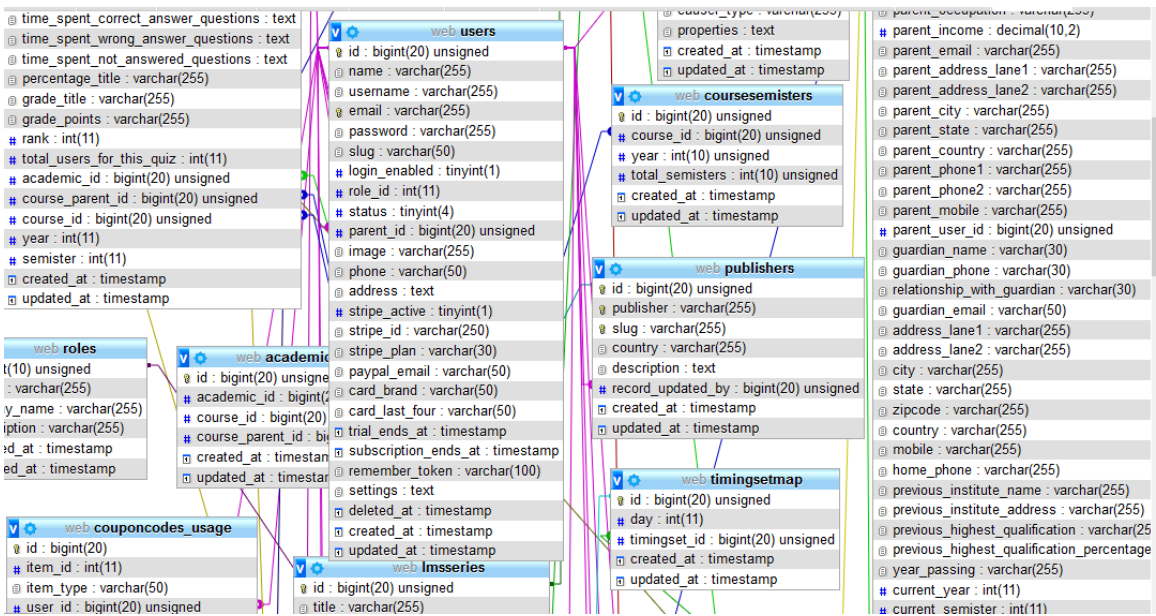 time_spent_correct_answer_questions : text
time_spent_wrong_answer_questions : text
time_spent_not_answered_questions : text
percentage_title : varchar(255)
grade_title : varchar(255)
grade_points : varchar(255)
rank : int(11)
total_users_for_this_quiz : int(11)
academic_id : bigint(20) unsigned
course_parent_id : bigint(20) unsigned
course_id : bigint(20) unsigned
year : int(11)
semister : int(11)
created_at : timestamp
updated_at : timestamp
web roles
t(10) unsigned
: varchar(255)
y_name : varchar(255)
iption : varchar(255)
ed_at : timestamp
ed_at : timestamp
v web academic
id : bigint(20) unsigne
academic_id : bigint(2
course_id : bigint(20)
course_parent_id : big
created_at : timestam
updated_at : timestar
v web couponcodes_usage
id : bigint(20)
item_id : int(11)
item_type : varchar(50)
user_id : bigint(20) unsigned
v web users
id : bigint(20) unsigned
name : varchar(255)
username : varchar(255)
email : varchar(255)
password : varchar(255)
slug : varchar(50)
login_enabled : tinyint(1)
role_id : int(11)
status : tinyint(4)
parent_id : bigint(20) unsigned
image : varchar(255)
phone : varchar(50)
address : text
stripe_active : tinyint(1)
stripe_id : varchar(250)
stripe_plan : varchar(30)
paypal_email : varchar(50)
card_brand : varchar(50)
card_last_four : varchar(50)
trial_ends_at : timestamp
subscription_ends_at : timestamp
remember_token : varchar(100)
settings : text
deleted_at : timestamp
created_at : timestamp
updated_at : timestamp
v web lmsseries
id : bigint(20) unsigned
title : varchar(255)
causer_type : varchar(255)
properties : text
created_at : timestamp
updated_at : timestamp
v web coursesemisters
id : bigint(20) unsigned
course_id : bigint(20) unsigned
year : int(10) unsigned
total_semisters : int(10) unsigned
created_at : timestamp
updated_at : timestamp
v web publishers
id : bigint(20) unsigned
publisher : varchar(255)
slug : varchar(255)
country : varchar(255)
description : text
record_updated_by : bigint(20) unsigned
created_at : timestamp
updated_at : timestamp
v web timingsetmap
id : bigint(20) unsigned
day : int(11)
timingset_id : bigint(20) unsigned
created_at : timestamp
updated_at : timestamp
parent_occupation : varchar(255)
parent_income : decimal(10,2)
parent_email : varchar(255)
parent_address_lane1 : varchar(255)
parent_address_lane2 : varchar(255)
parent_city : varchar(255)
parent_state : varchar(255)
parent_country : varchar(255)
parent_phone1 : varchar(255)
parent_phone2 : varchar(255)
parent_mobile : varchar(255)
parent_user_id : bigint(20) unsigned
guardian_name : varchar(30)
guardian_phone : varchar(30)
relationship_with_guardian : varchar(30)
guardian_email : varchar(50)
address_lane1 : varchar(255)
address_lane2 : varchar(255)
city : varchar(255)
state : varchar(255)
zipcode : varchar(255)
country : varchar(255)
mobile : varchar(255)
home_phone : varchar(255)
previous_institute_name : varchar(255)
previous_institute_address : varchar(255)
previous_highest_qualification : varchar(25
previous_highest_qualification_percentage
year_passing : varchar(255)
current_year : int(11)
current_semister : int(11)